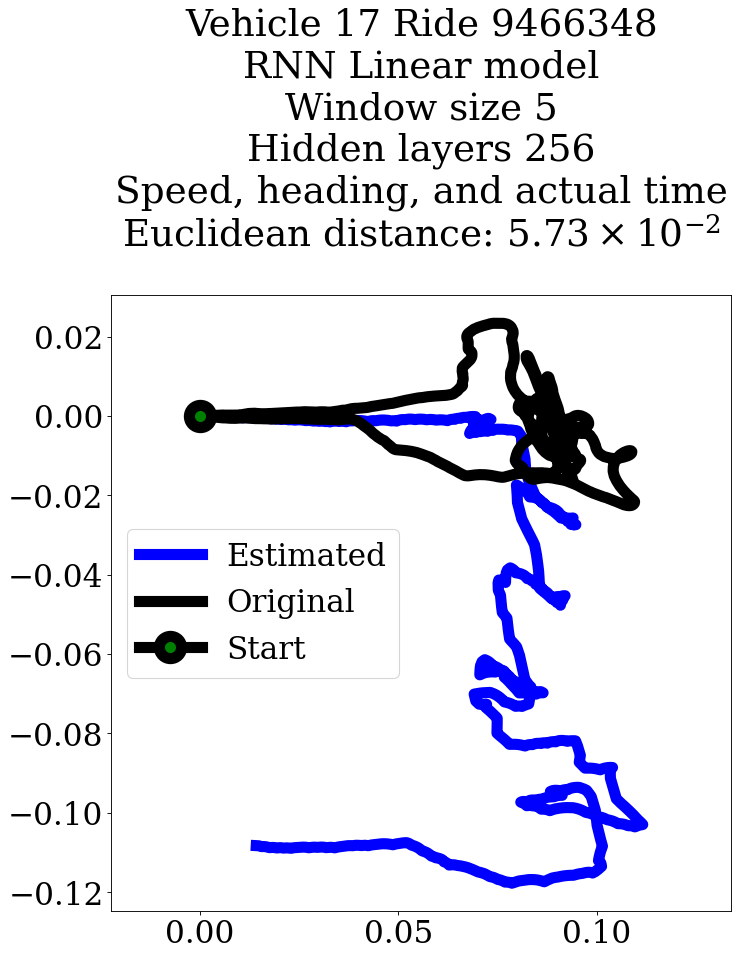 Vehicle 17 Ride 9466348
RNN Linear model
Window size 5
Hidden layers 256
Speed, heading, and actual time
Euclidean distance: 5.73 × 10⁻²
0.02
0.00
−0.02
−0.04
−0.06
−0.08
−0.10
−0.12
Estimated
Original
Start
0.00 0.05 0.10